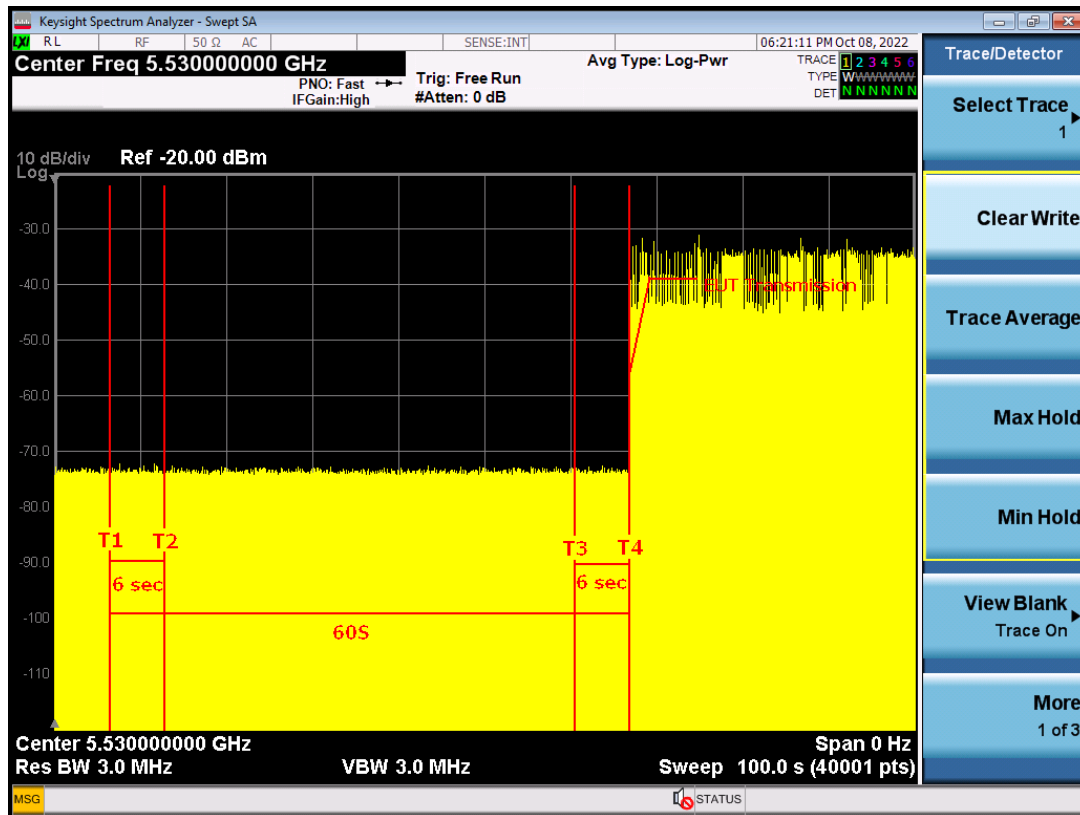 Keysight Spectrum Analyzer - Swept SA
LXI RL RF 50 Ω AC SENSE:INT 06:21:11 PM Oct 08, 2022
Center Freq 5.530000000 GHz
PNO: Fast
IFGain:High
Trig: Free Run
#Atten: 0 dB
Avg Type: Log-Pwr
TRACE 1 2 3 4 5 6
TYPE WWWWWWW
DET N N N N N N
10 dB/div Ref -20.00 dBm
Log
-30.0
-40.0
-50.0
-60.0
-70.0
-80.0
-90.0
-100
-110
EUT Transmission
T1 T2 T3 T4
6 sec 6 sec
60S
Center 5.530000000 GHz Span 0 Hz
Res BW 3.0 MHz VBW 3.0 MHz Sweep 100.0 s (40001 pts)
MSG STATUS
Trace/Detector
Select Trace
1
Clear Write
Trace Average
Max Hold
Min Hold
View Blank
Trace On
More
1 of 3